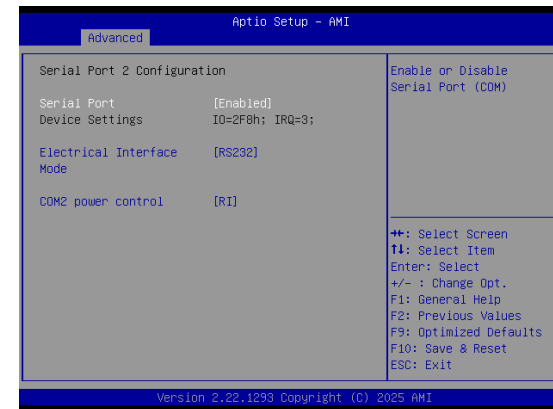 Aptio Setup – AMI
Advanced
Serial Port 2 Configuration
Serial Port [Enabled]
Device Settings IO=2F8h; IRQ=3;
Electrical Interface [RS232]
Mode
COM2 power control [RI]
Enable or Disable
Serial Port (COM)
→←: Select Screen
↑↓: Select Item
Enter: Select
+/- : Change Opt.
F1: General Help
F2: Previous Values
F9: Optimized Defaults
F10: Save & Reset
ESC: Exit
Version 2.22.1293 Copyright (C) 2025 AMI